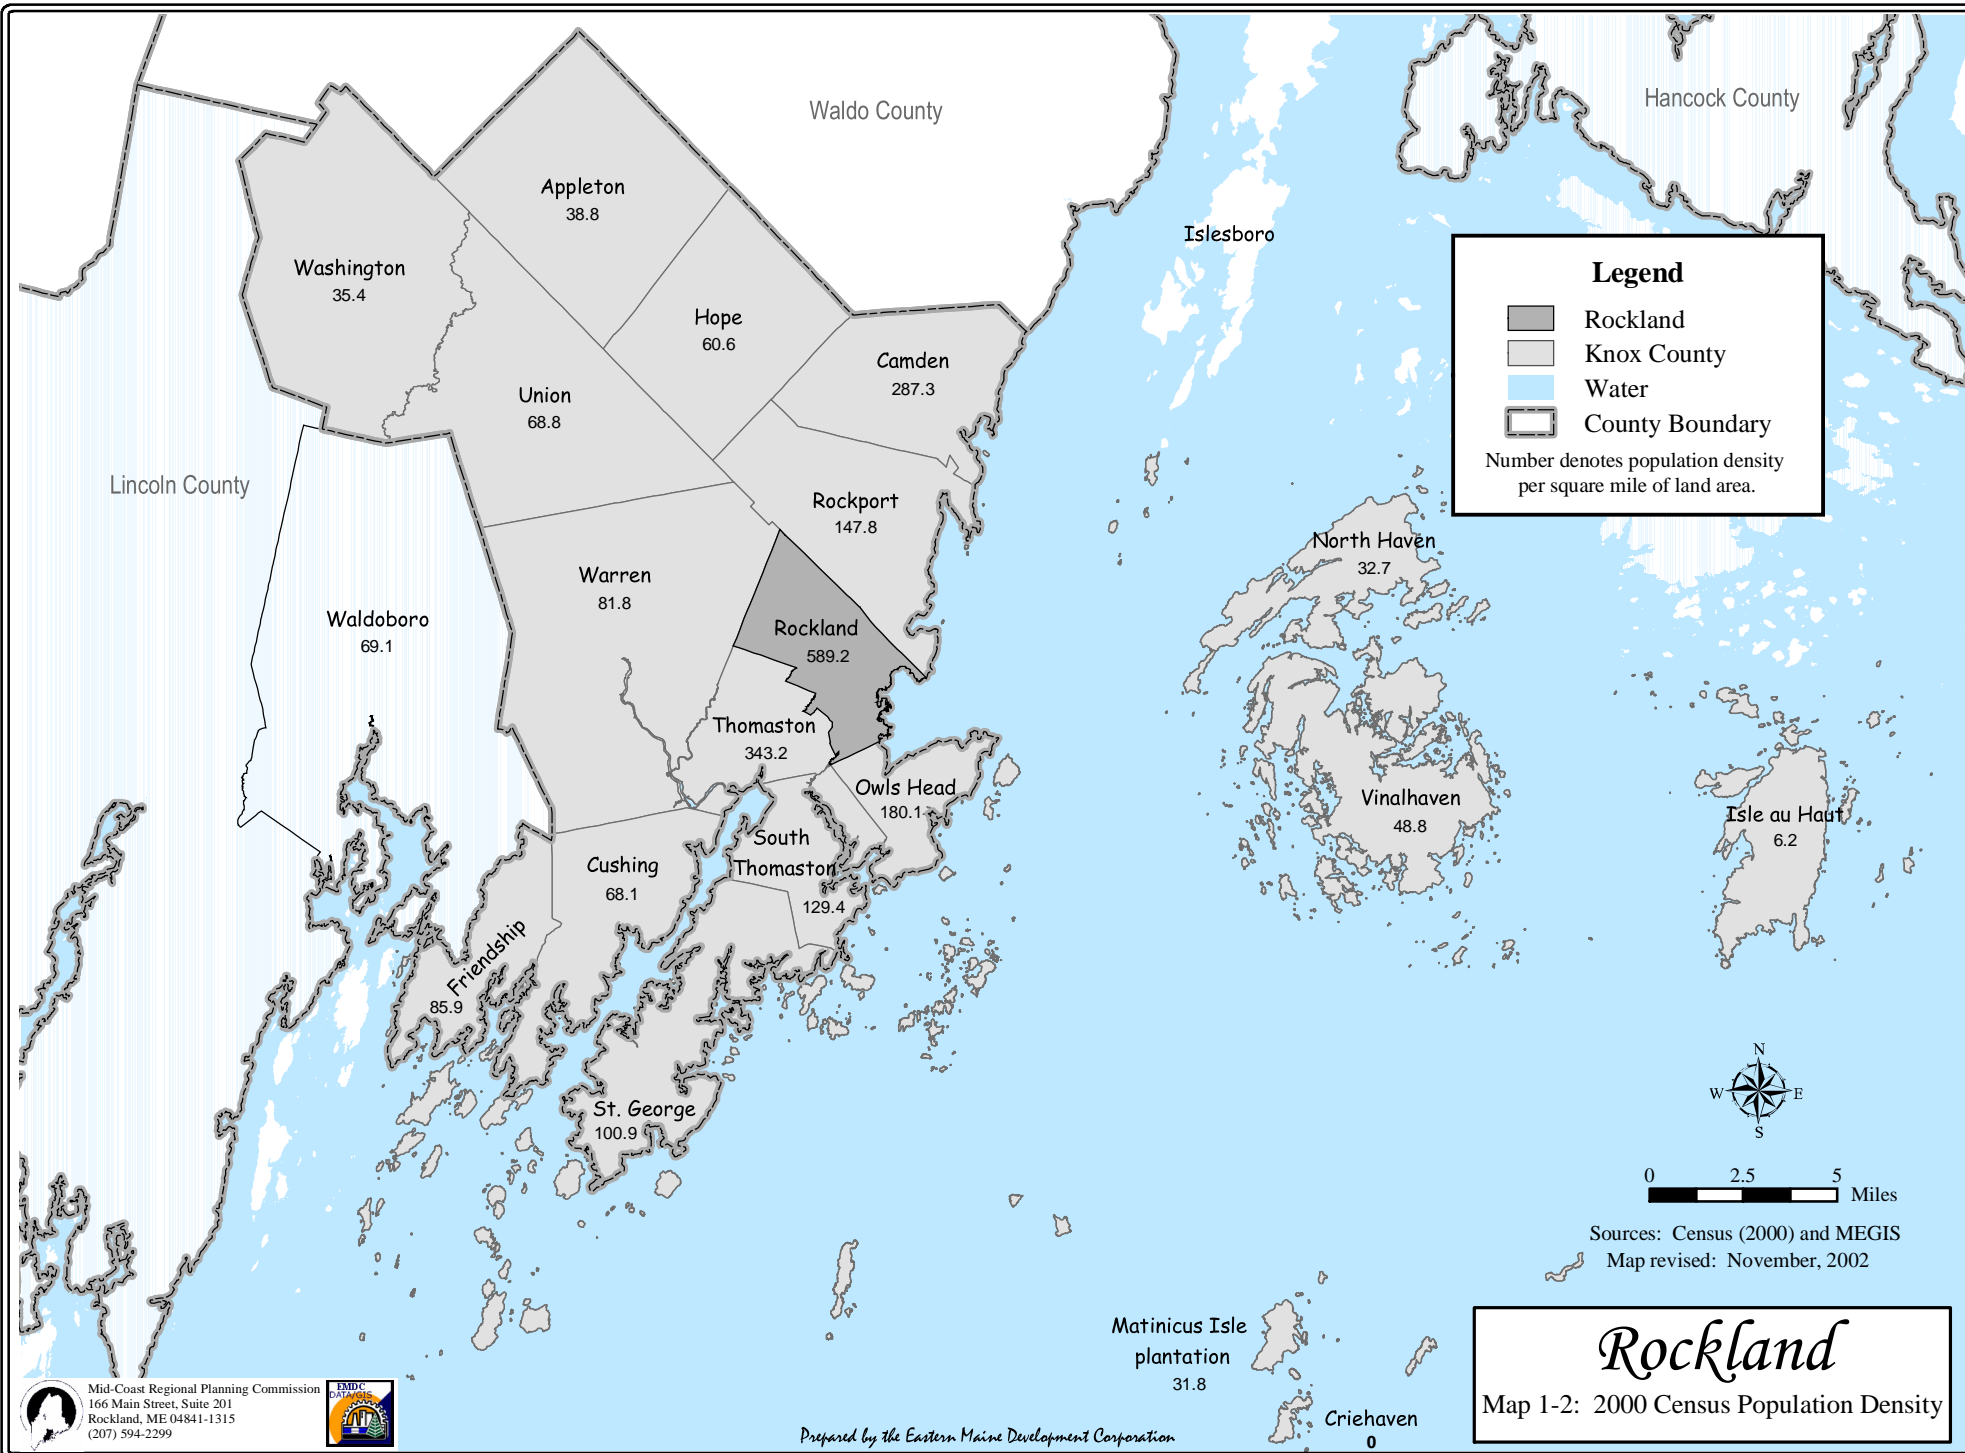 Waldo County
Hancock County
Appleton
38.8
Islesboro
Washington
35.4
Hope
60.6
Camden
287.3
Union
68.8
Lincoln County
Rockport
147.8
Warren
81.8
Waldoboro
69.1
Rockland
589.2
Thomaston
343.2
Owls Head
180.1
South
Thomaston
129.4
Cushing
68.1
Friendship
85.9
St. George
100.9
North Haven
32.7
Vinalhaven
48.8
Isle au Haut
6.2
Matinicus Isle
plantation
31.8
Criehaven
0
Legend
Rockland
Knox County
Water
County Boundary
Number denotes population density
per square mile of land area.
N
W E
S
0 2.5 5
Miles
Sources: Census (2000) and MEGIS
Map revised: November, 2002
Rockland
Map 1-2: 2000 Census Population Density
Mid-Coast Regional Planning Commission
166 Main Street, Suite 201
Rockland, ME 04841-1315
(207) 594-2299
EMDC
DATA/GIS
Prepared by the Eastern Maine Development Corporation